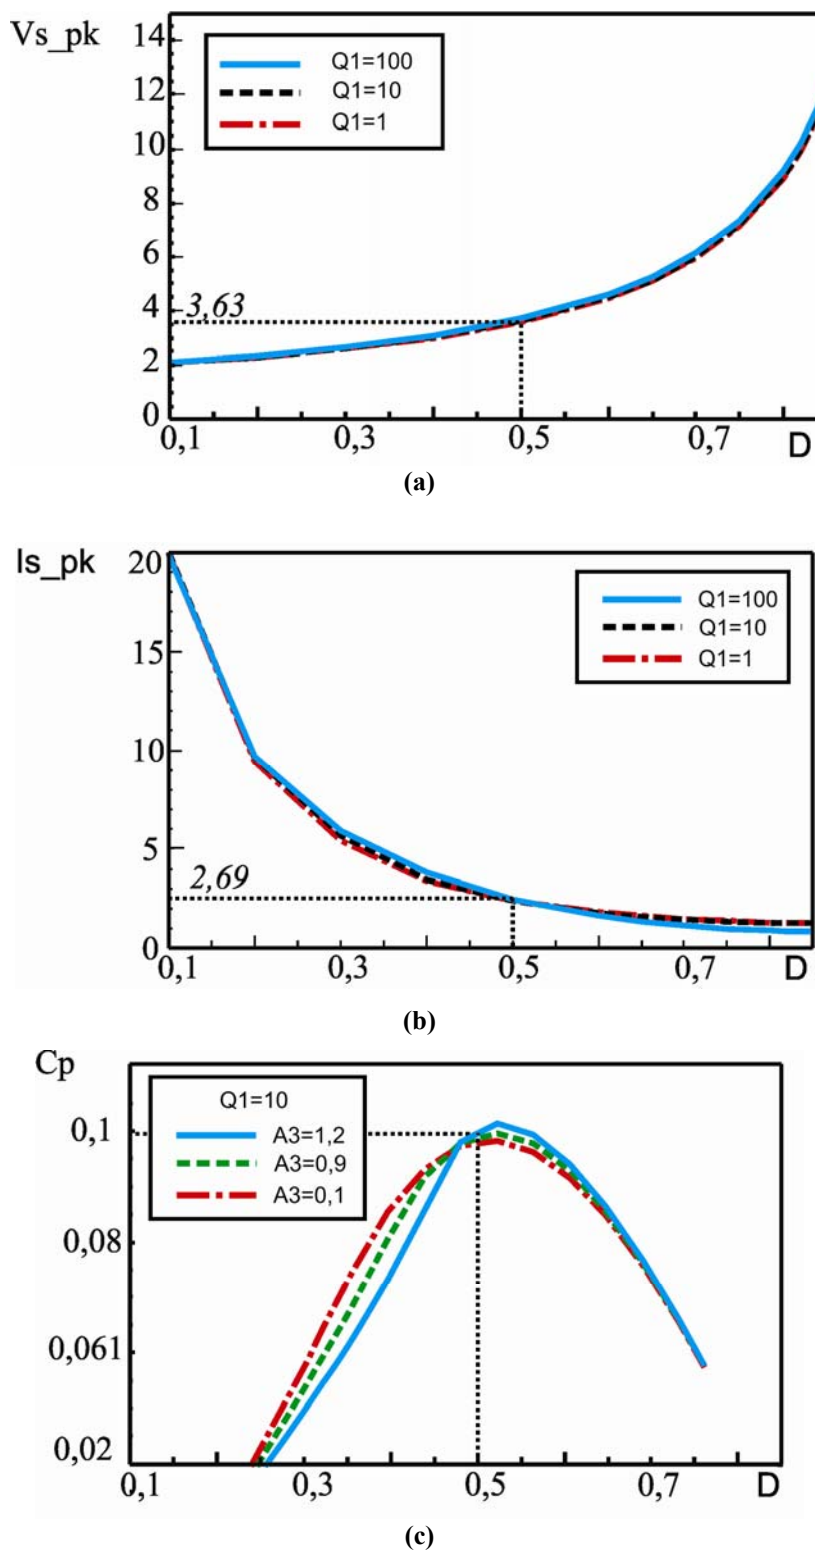 Vs_pk
14
12
10
8
6
4
2
0
Q1=100
Q1=10
Q1=1
3,63
0,1
0,3
0,5
0,7
D
(a)
Is_pk
20
15
10
5
0
Q1=100
Q1=10
Q1=1
2,69
0,1
0,3
0,5
0,7
D
(b)
Cp
0,1
0,08
0,061
0,02
Q1=10
A3=1,2
A3=0,9
A3=0,1
0,1
0,3
0,5
0,7
D
(c)